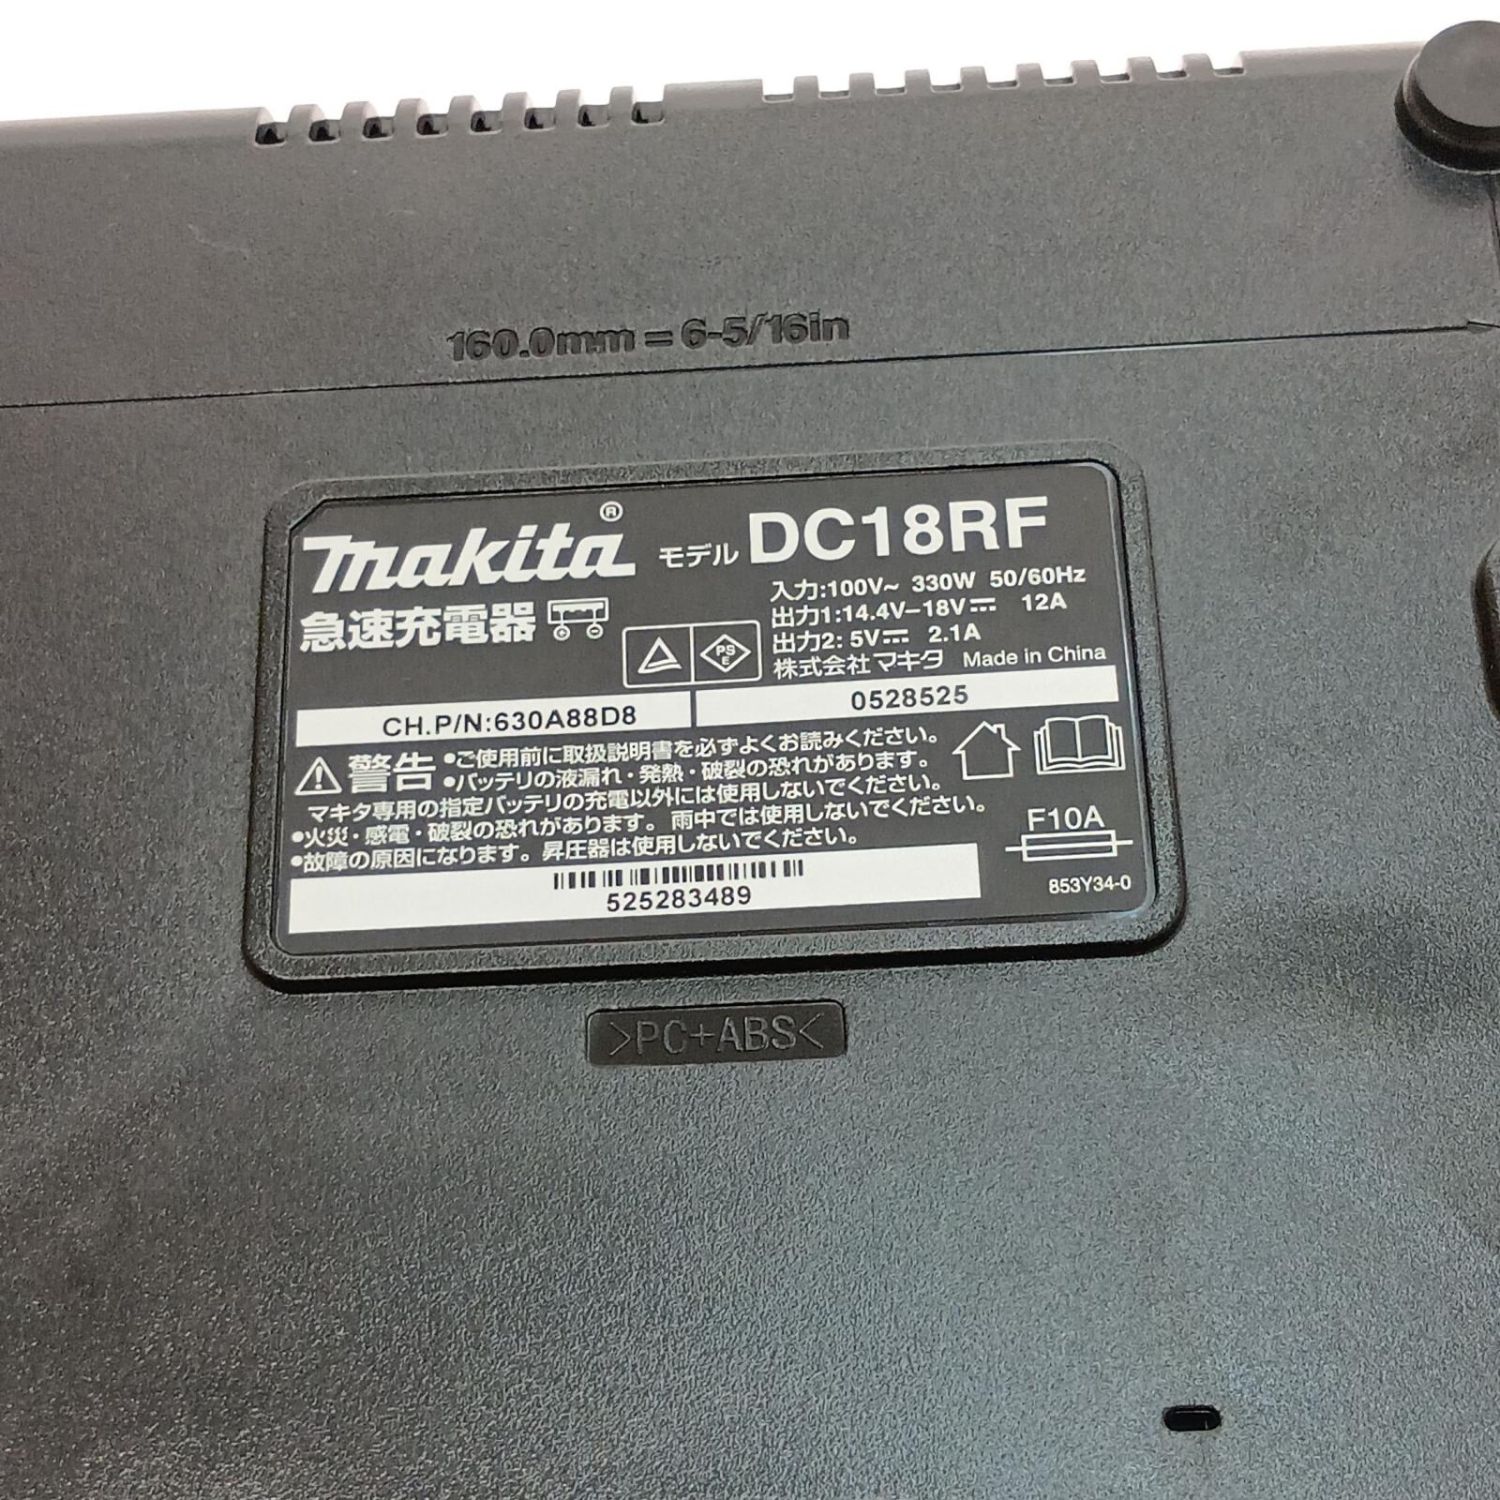 160.0mm = 6-5/16in
makita® モデル DC18RF
急速充電器
入力:100V~ 330W 50/60Hz
出力1:14.4V–18V⎓ 12A
出力2: 5V⎓ 2.1A
PS
E
株式会社マキタ Made in China
CH.P/N:630A88D8
0528525
警告 •ご使用前に取扱説明書を必ずよくお読みください。
•バッテリの液漏れ・発熱・破裂の恐れがあります。
マキタ専用の指定バッテリの充電以外には使用しないでください。
•火災・感電・破裂の恐れがあります。雨中では使用しないでください。
•故障の原因になります。昇圧器は使用しないでください。
F10A
525283489
853Y34-0
>PC+ABS<